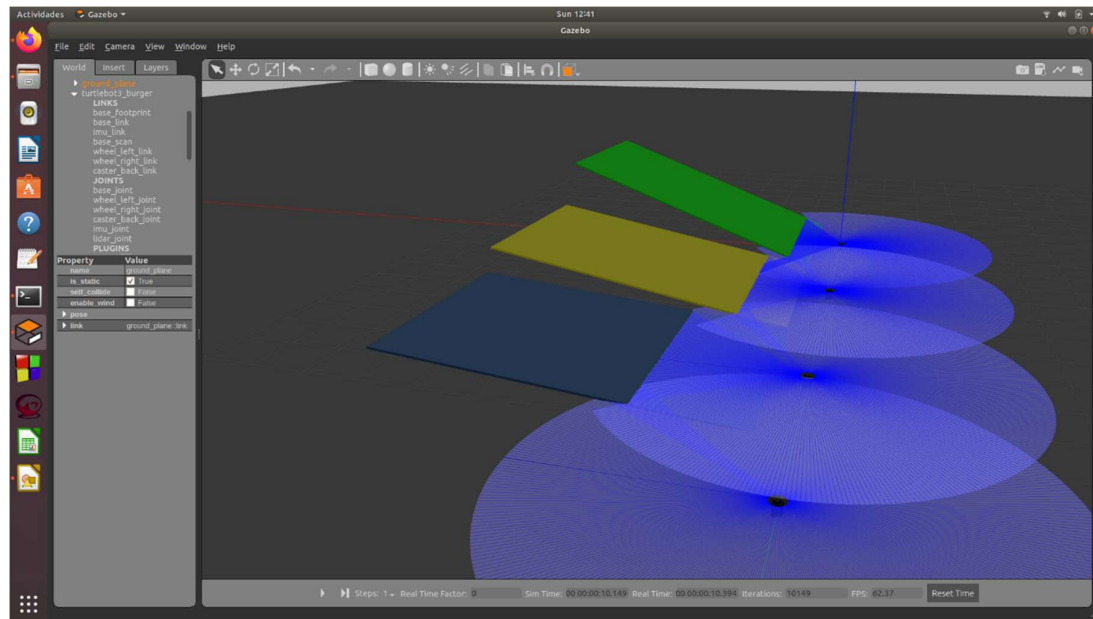 Actividades Gazebo Sun 12:41
Gazebo
File Edit Camera View Window Help
World Insert Layers
ground_plane
turtlebot3_burger
LINKS
base_footprint
base_link
imu_link
base_scan
wheel_left_link
wheel_right_link
caster_back_link
JOINTS
base_joint
wheel_left_joint
wheel_right_joint
caster_back_joint
imu_joint
lidar_joint
PLUGINS
Property Value
name ground_plane
is_static True
self_collide False
enable_wind False
pose
link ground_plane::link
Steps: 1 Real Time Factor: 0 Sim Time: 00 00:00:10.149 Real Time: 00 00:00:10.394 Iterations: 10149 FPS: 62.37 Reset Time